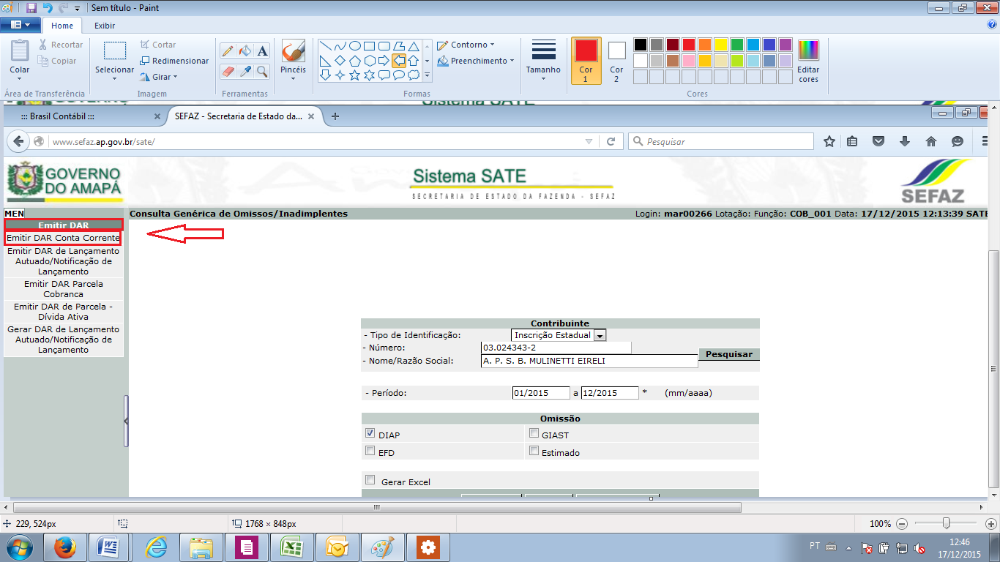 Sem título - Paint
Home
Exibir
Colar
Recortar
Copiar
Área de Transferência
Selecionar
Cortar
Redimensionar
Girar
Imagem
A
Ferramentas
Pincéis
Contorno
Preenchimento
Formas
Tamanho
Cor
1
Cor
2
Editar
cores
Cores
Sistema SATE
::: Brasil Contábil :::
SEFAZ - Secretaria de Estado da...
www.sefaz.ap.gov.br/sate/
Pesquisar
GOVERNO
DO AMAPÁ
Sistema SATE
SECRETARIA DE ESTADO DA FAZENDA - SEFAZ
SEFAZ
MEN
Consulta Genérica de Omissos/Inadimplentes
Login: mar00266 Lotação: Função: COB_001 Data: 17/12/2015 12:13:39 SATE
Emitir DAR
Emitir DAR Conta Corrente
Emitir DAR de Lançamento
Autuado/Notificação de
Lançamento
Emitir DAR Parcela
Cobranca
Emitir DAR de Parcela -
Dívida Ativa
Gerar DAR de Lançamento
Autuado/Notificação de
Lançamento
Contribuinte
- Tipo de Identificação:
Inscrição Estadual
- Número:
03.024343-2
- Nome/Razão Social:
A. P. S. B. MULINETTI EIRELI
Pesquisar
- Período:
01/2015 a 12/2015 * (mm/aaaa)
Omissão
DIAP
GIAST
EFD
Estimado
Gerar Excel
229, 524px
1768 × 848px
100%
PT
12:46
17/12/2015